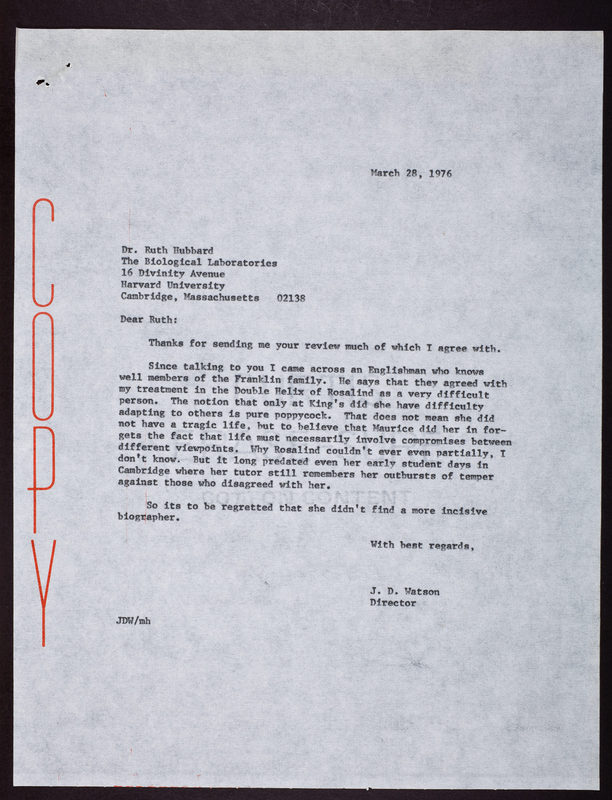 March 28, 1976
COPY
Dr. Ruth Hubbard
The Biological Laboratories
16 Divinity Avenue
Harvard University
Cambridge, Massachusetts 02138
Dear Ruth:
Thanks for sending me your review much of which I agree with.
Since talking to you I came across an Englishman who knows
well members of the Franklin family. He says that they agreed with
my treatment in the Double Helix of Rosalind as a very difficult
person. The notion that only at King's did she have difficulty
adapting to others is pure poppycock. That does not mean she did
not have a tragic life, but to believe that Maurice did her in for-
gets the fact that life must necessarily involve compromises between
different viewpoints. Why Rosalind couldn't ever even partially, I
don't know. But it long predated even her early student days in
Cambridge where her tutor still remembers her outbursts of temper
against those who disagreed with her.
So its to be regretted that she didn't find a more incisive
biographer.
With best regards,
J. D. Watson
Director
JDW/mh